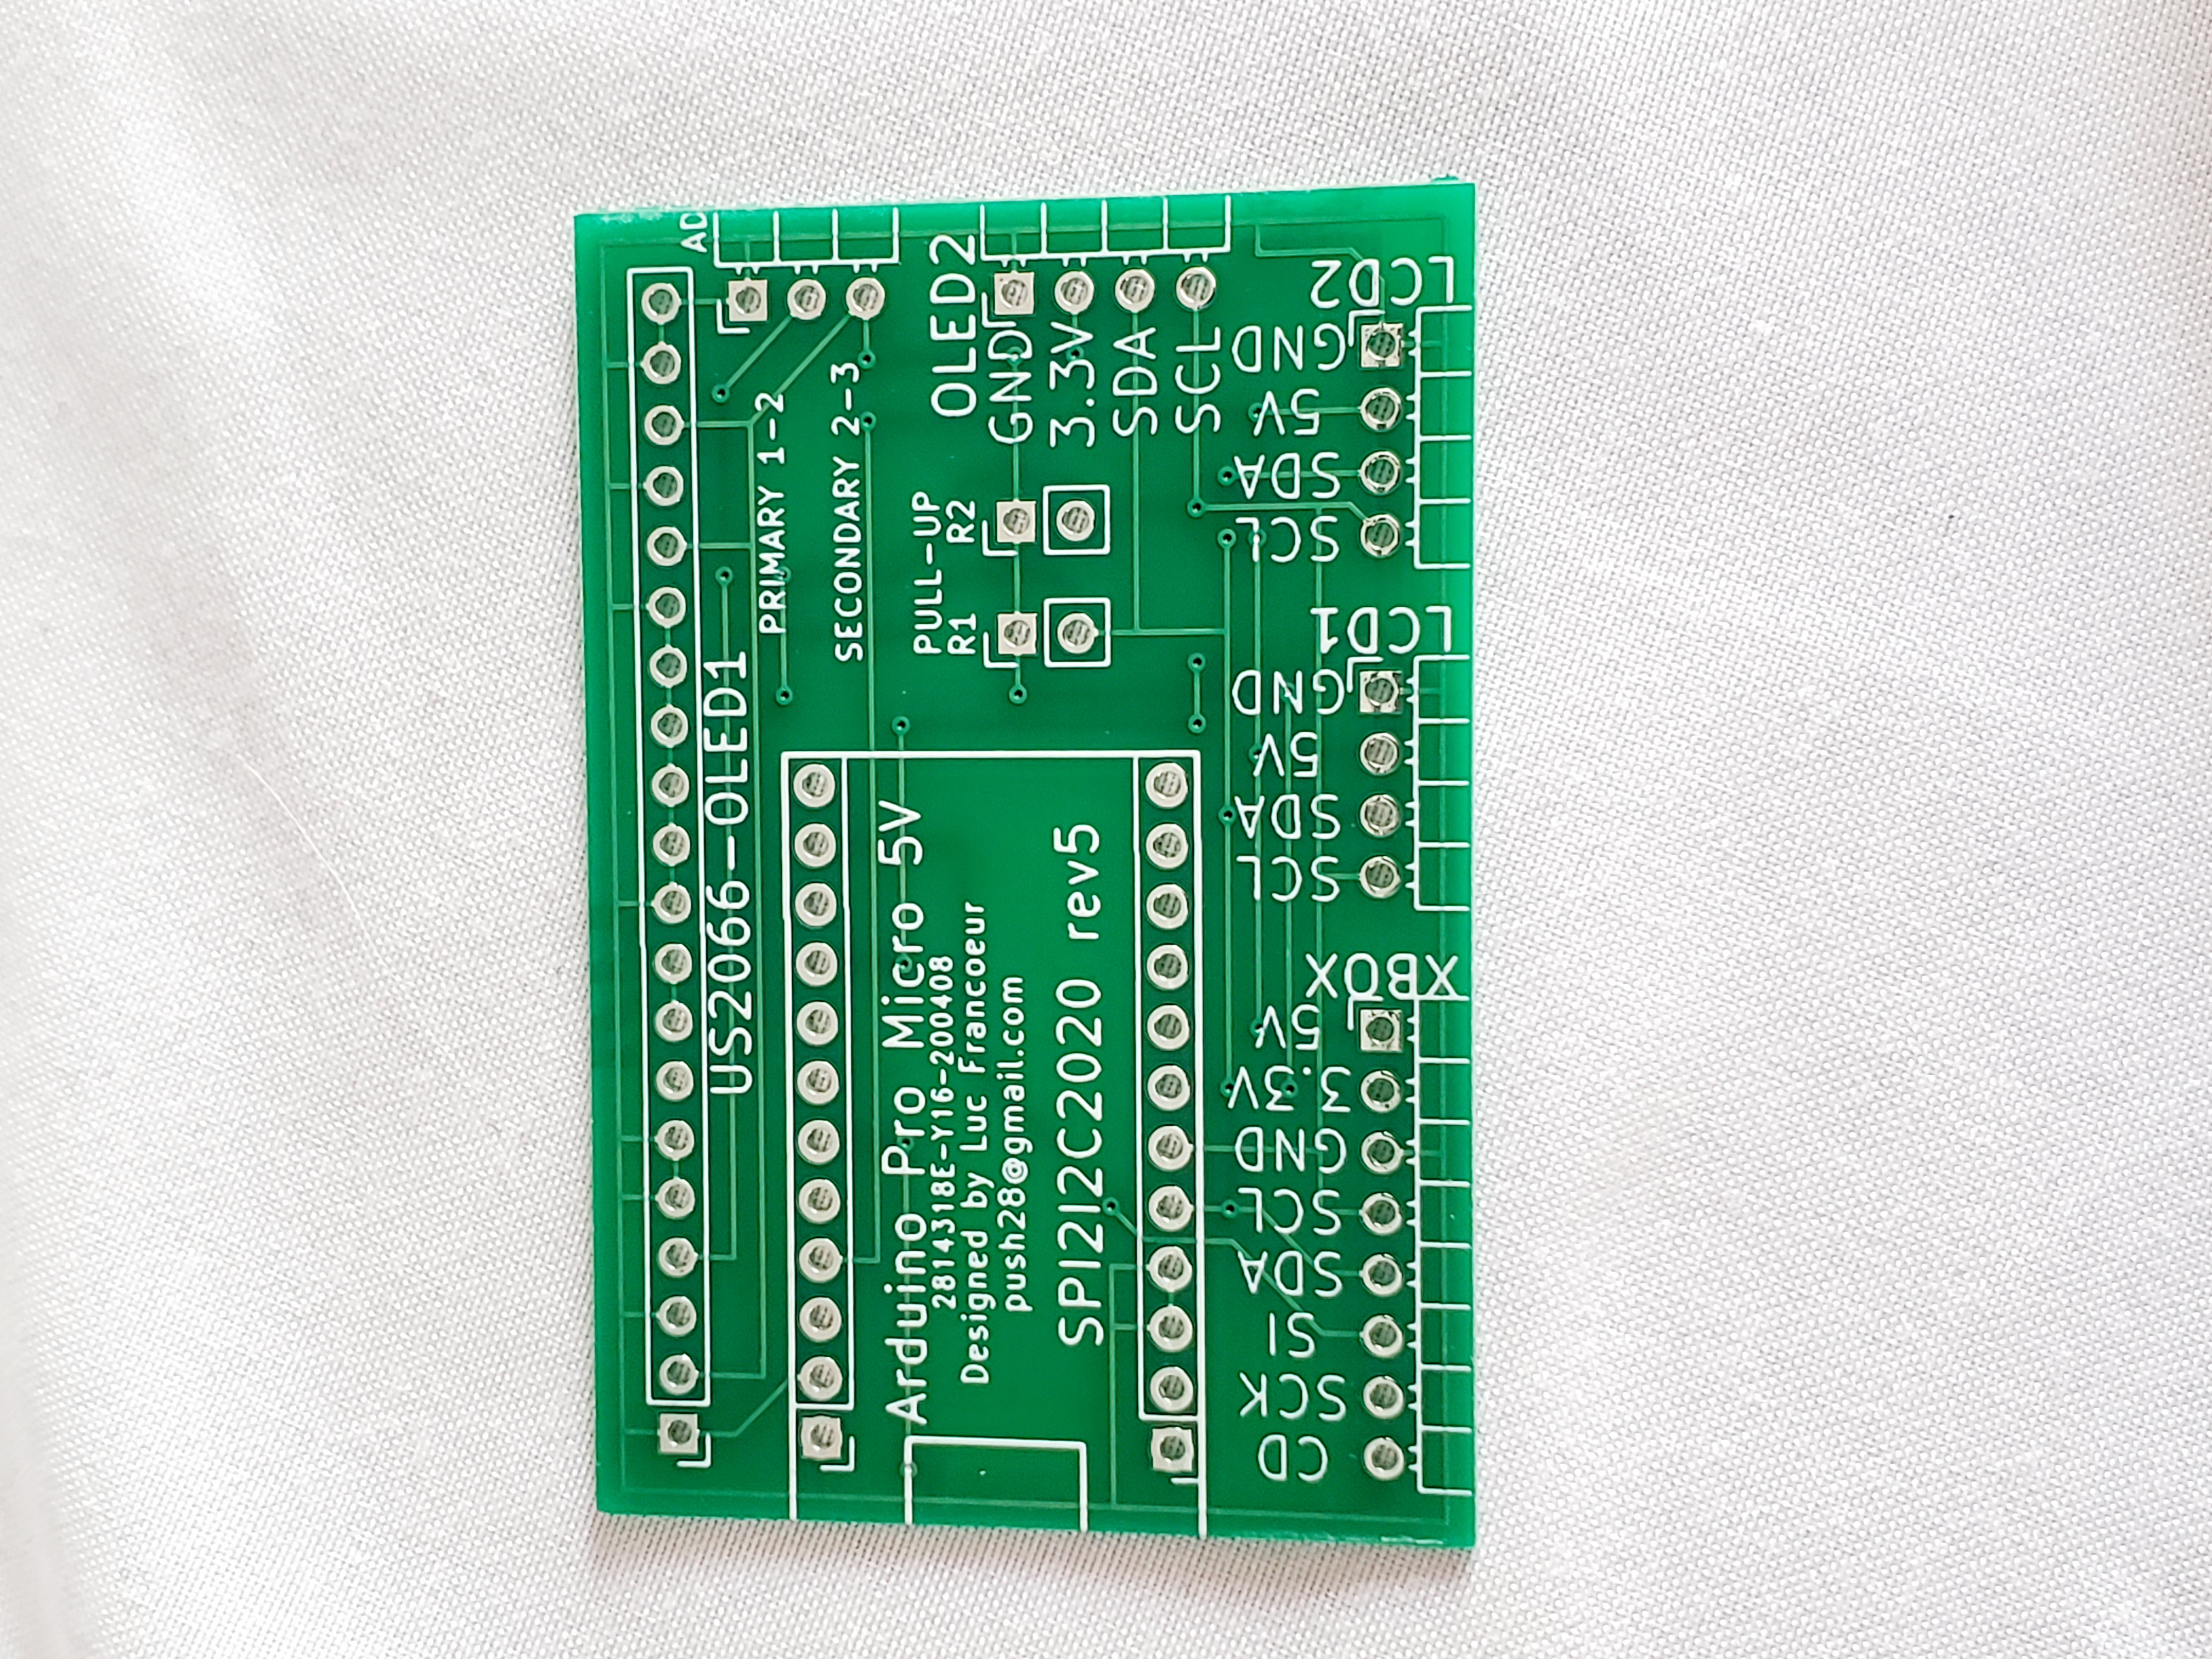 US2066-OLED1
AD
PRIMARY 1-2
SECONDARY 2-3
Arduino Pro Micro 5V
2814318E-Y16-200408
Designed by Luc Francoeur
push28@gmail.com
SPI2I2C2020 rev5
PULL-UP
R1 R2
OLED2
GND
3.3V
SDA
SCL
CD
SCK
SI
SDA
SCL
GND
3.3V
5V
XBOX
SCL
SDA
5V
GND
LCD1
SCL
SDA
5V
GND
LCD2